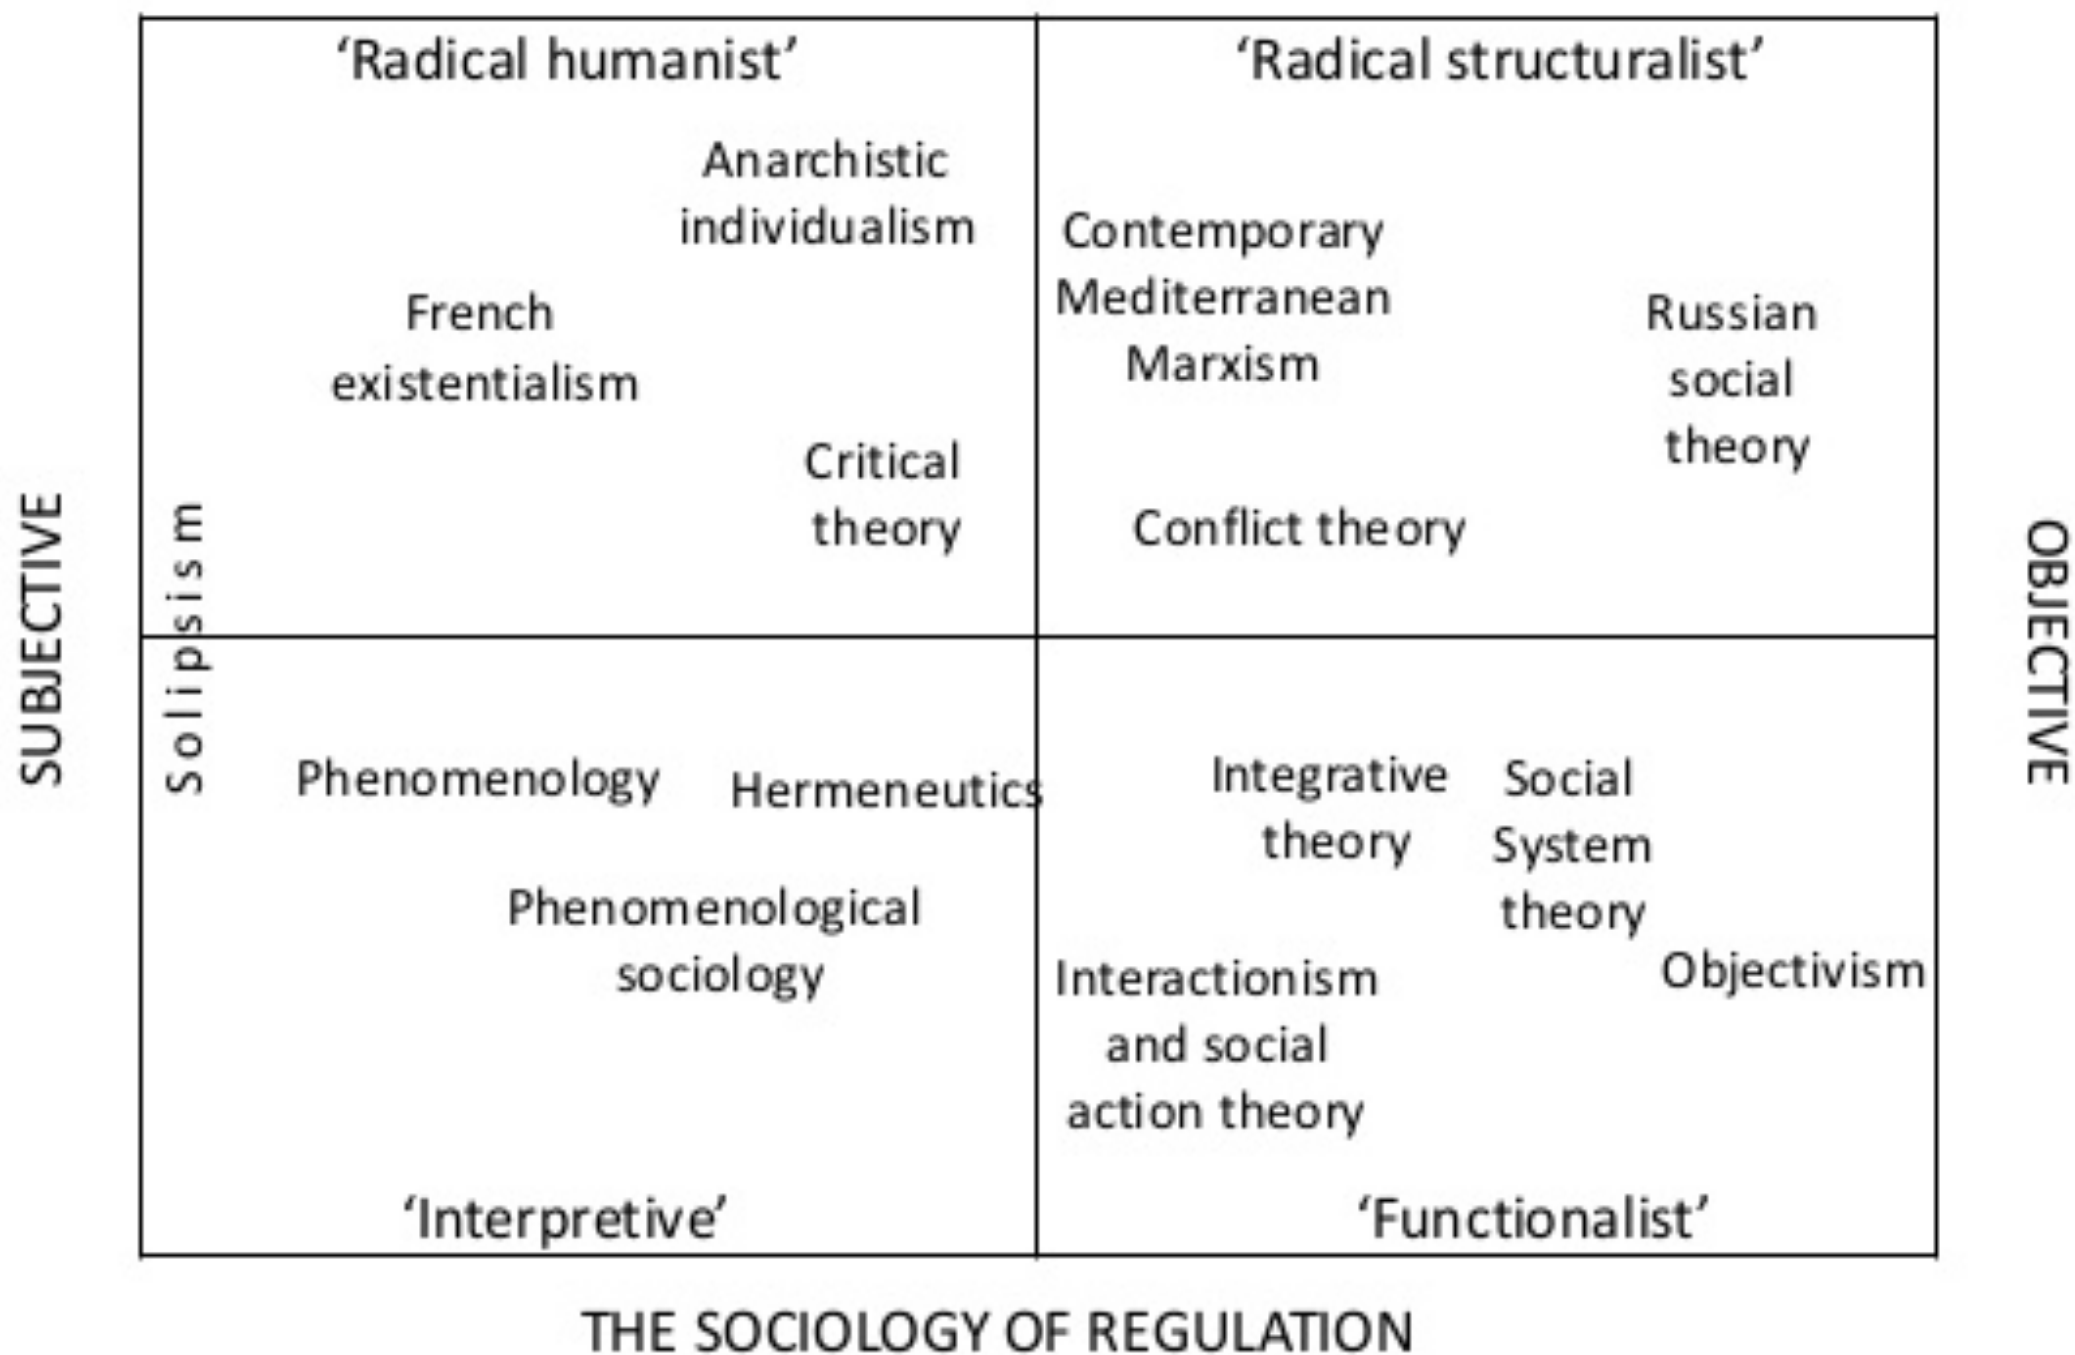 ‘Radical humanist’
Anarchistic
individualism
French
existentialism
Critical
theory
‘Radical structuralist’
Contemporary
Mediterranean
Marxism
Russian
social
theory
Conflict theory
SUBJECTIVE
Solipsism
OBJECTIVE
Phenomenology
Hermeneutics
Phenomenological
sociology
‘Interpretive’
Integrative
theory
Social
System
theory
Objectivism
Interactionism
and social
action theory
‘Functionalist’
THE SOCIOLOGY OF REGULATION